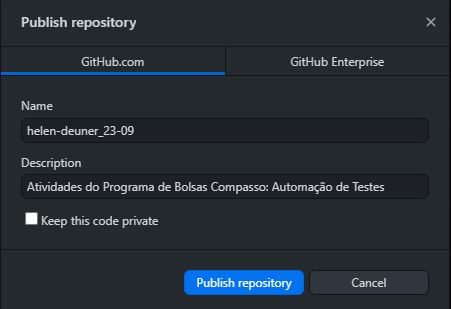 Publish repository
GitHub.com
GitHub Enterprise
Name
helen-deuner_23-09
Description
Atividades do Programa de Bolsas Compasso: Automação de Testes
Keep this code private
Publish repository
Cancel